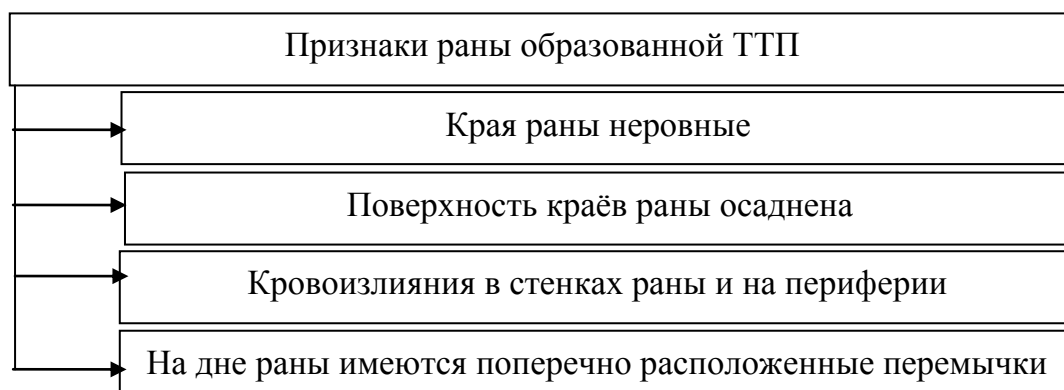 Признаки раны образованной ТТП
Края раны неровные
Поверхность краёв раны осаднена
Кровоизлияния в стенках раны и на периферии
На дне раны имеются поперечно расположенные перемычки